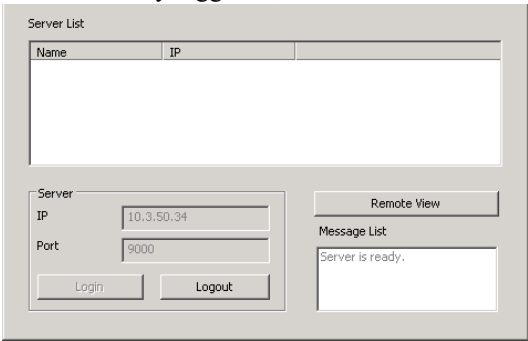 Server List
Name IP
Server
IP 10.3.50.34
Port 9000
Login Logout
Remote View
Message List
Server is ready.